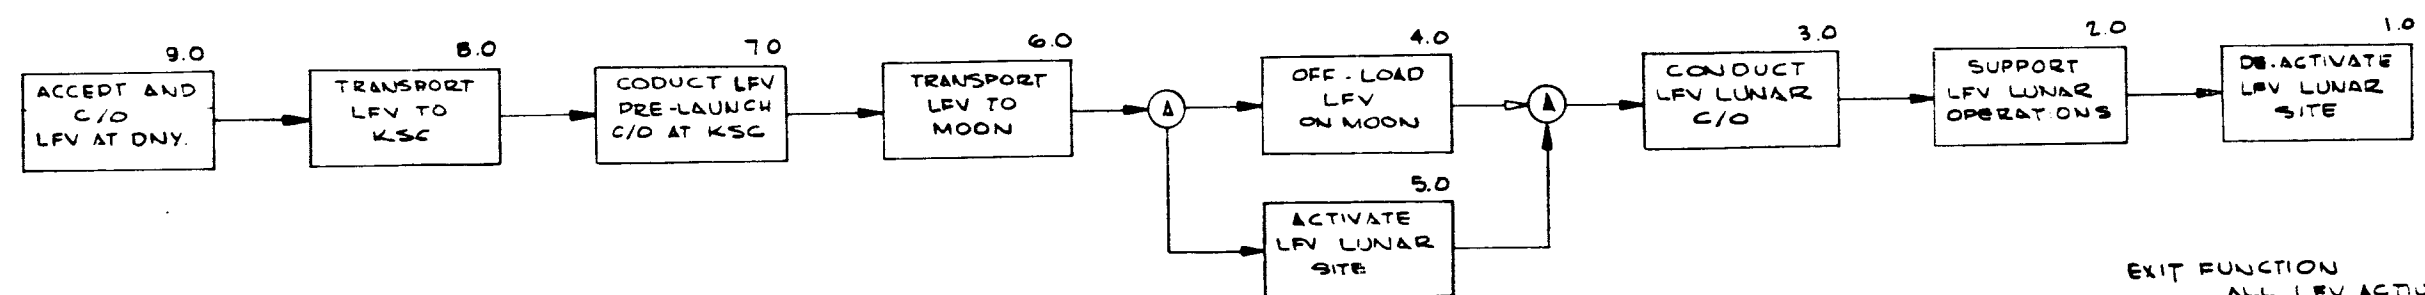 9.0
ACCEPT AND
C/O
LFV AT DNY.
8.0
TRANSPORT
LFV TO
KSC
70
CODUCT LFV
PRE-LAUNCH
C/O AT KSC
6.0
TRANSPORT
LFV TO
MOON
4.0
OFF-LOAD
LFV
ON MOON
5.0
ACTIVATE
LFV LUNAR
SITE
3.0
CONDUCT
LFV LUNAR
C/O
2.0
SUPPORT
LFV LUNAR
OPERATIONS
1.0
DE-ACTIVATE
LFV LUNAR
SITE
EXIT FUNCTION
ALL LFV